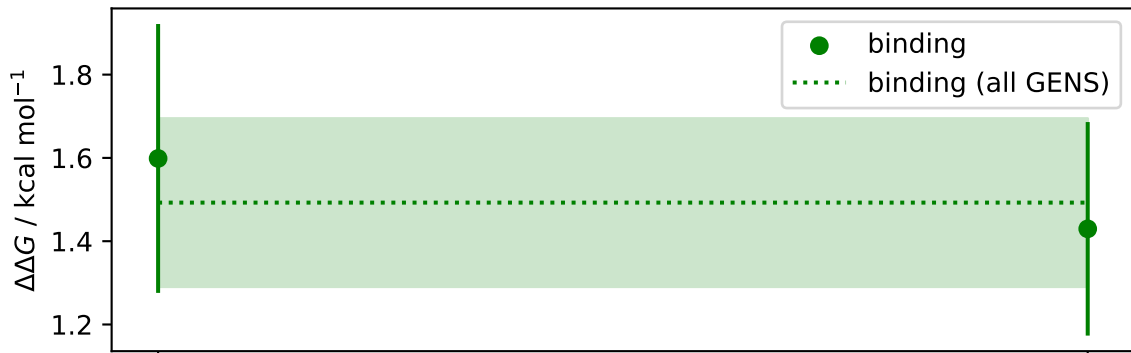 binding
binding (all GENS)
ΔΔG / kcal mol⁻¹
1.8
1.6
1.4
1.2